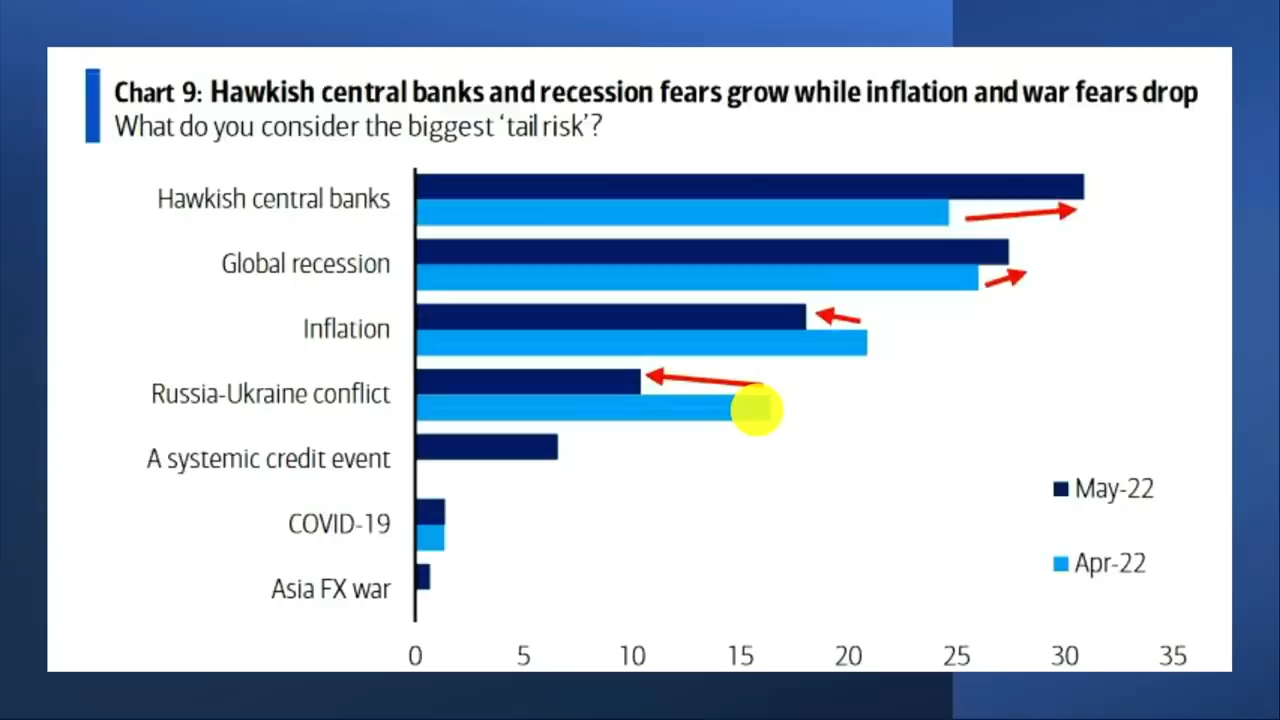 Chart 9: Hawkish central banks and recession fears grow while inflation and war fears drop
What do you consider the biggest ‘tail risk’?
Hawkish central banks
Global recession
Inflation
Russia-Ukraine conflict
A systemic credit event
COVID-19
Asia FX war
May-22
Apr-22
0 5 10 15 20 25 30 35